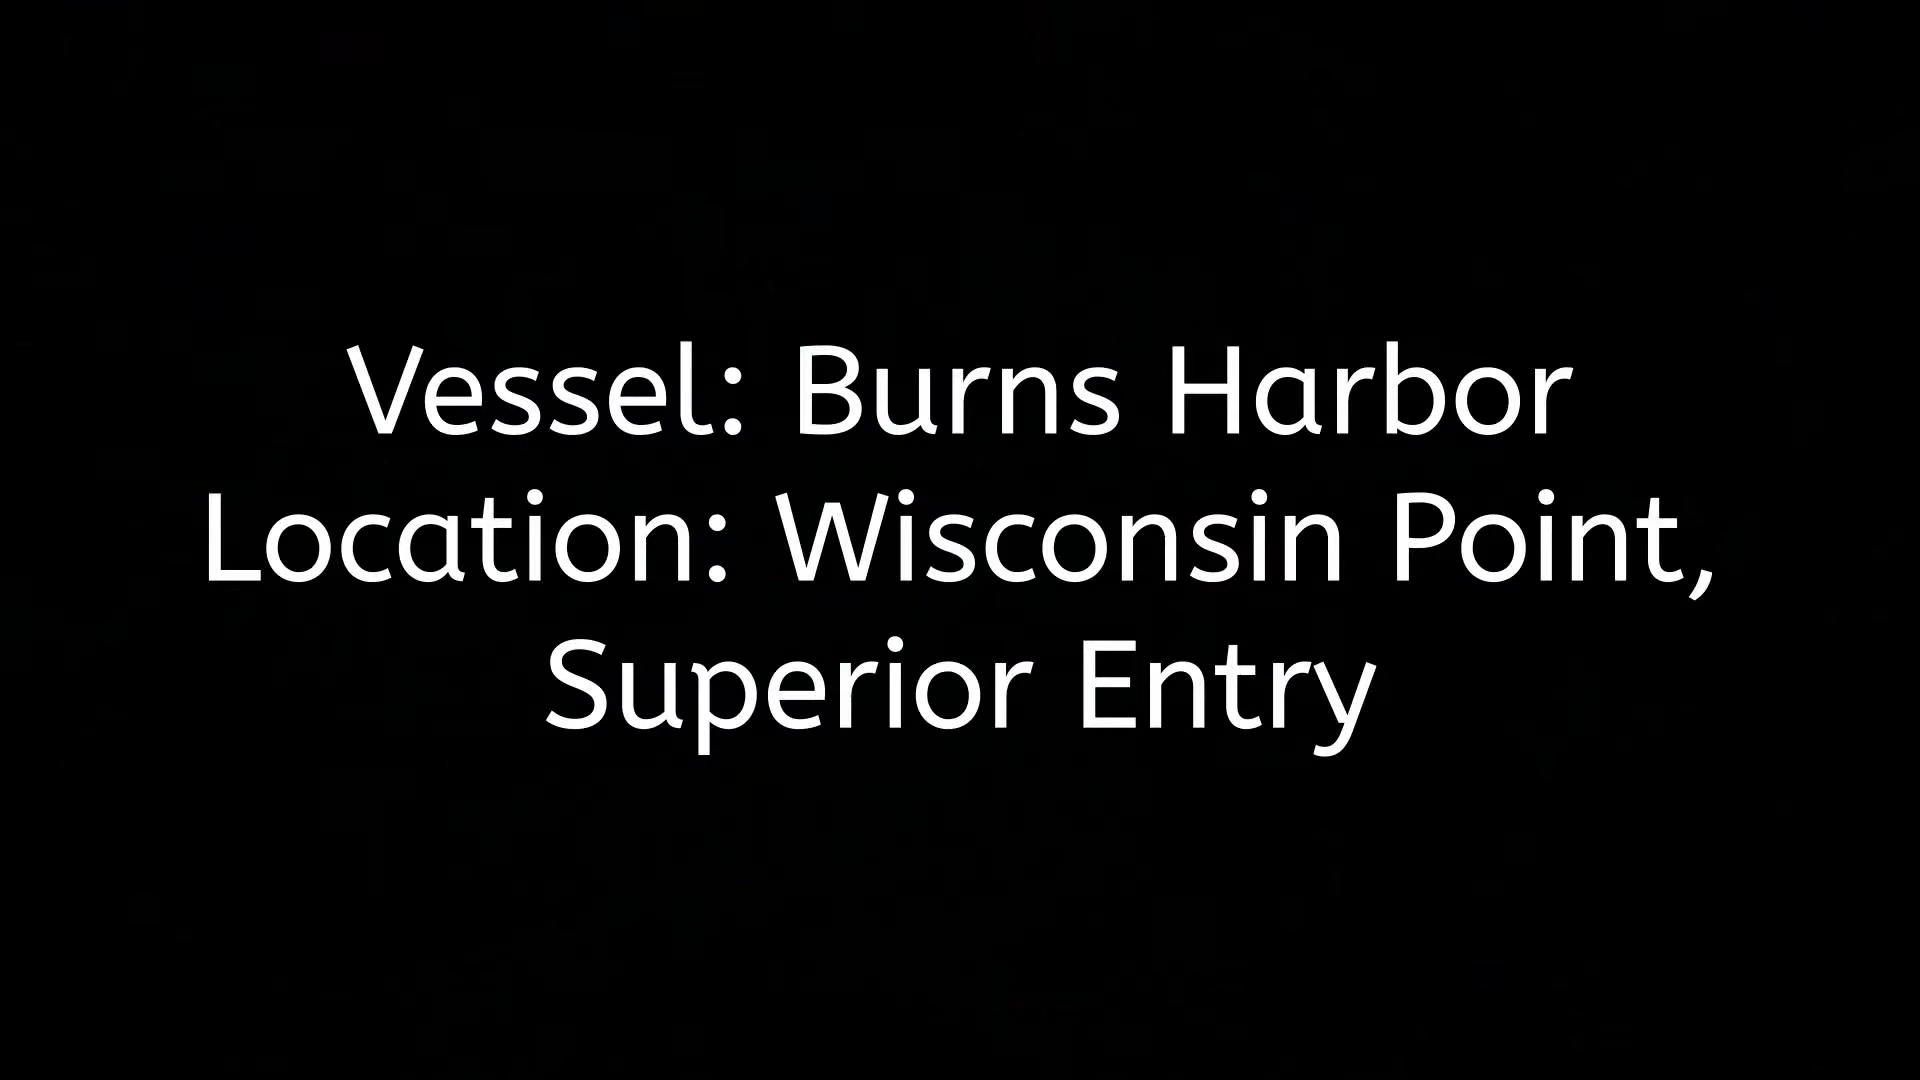 Vessel: Burns Harbor
Location: Wisconsin Point,
Superior Entry